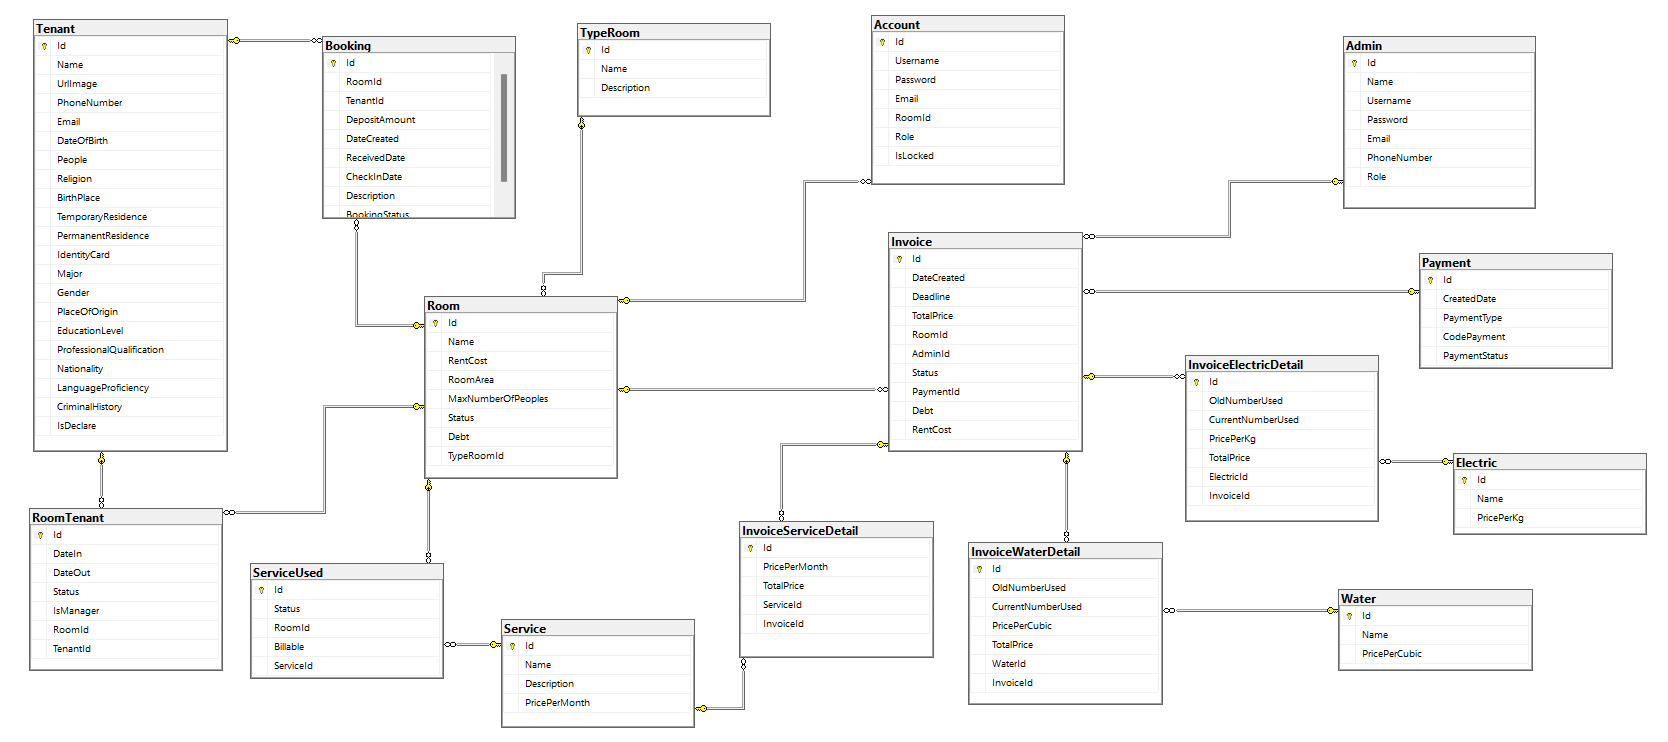 Tenant
Id
Name
UrlImage
PhoneNumber
Email
DateOfBirth
People
Religion
BirthPlace
TemporaryResidence
PermanentResidence
IdentityCard
Major
Gender
PlaceOfOrigin
EducationLevel
ProfessionalQualification
Nationality
LanguageProficiency
CriminalHistory
IsDeclare
Booking
Id
RoomId
TenantId
DepositAmount
DateCreated
ReceivedDate
CheckInDate
Description
BookingStatus
TypeRoom
Id
Name
Description
Account
Id
Username
Password
Email
RoomId
Role
IsLocked
Admin
Id
Name
Username
Password
Email
PhoneNumber
Role
Invoice
Id
DateCreated
Deadline
TotalPrice
RoomId
AdminId
Status
PaymentId
Debt
RentCost
Payment
Id
CreatedDate
PaymentType
CodePayment
PaymentStatus
Room
Id
Name
RentCost
RoomArea
MaxNumberOfPeoples
Status
Debt
TypeRoomId
InvoiceElectricDetail
Id
OldNumberUsed
CurrentNumberUsed
PricePerKg
TotalPrice
ElectricId
InvoiceId
Electric
Id
Name
PricePerKg
RoomTenant
Id
DateIn
DateOut
Status
IsManager
RoomId
TenantId
ServiceUsed
Id
Status
RoomId
Billable
ServiceId
Service
Id
Name
Description
PricePerMonth
InvoiceServiceDetail
Id
PricePerMonth
TotalPrice
ServiceId
InvoiceId
InvoiceWaterDetail
Id
OldNumberUsed
CurrentNumberUsed
PricePerCubic
TotalPrice
WaterId
InvoiceId
Water
Id
Name
PricePerCubic